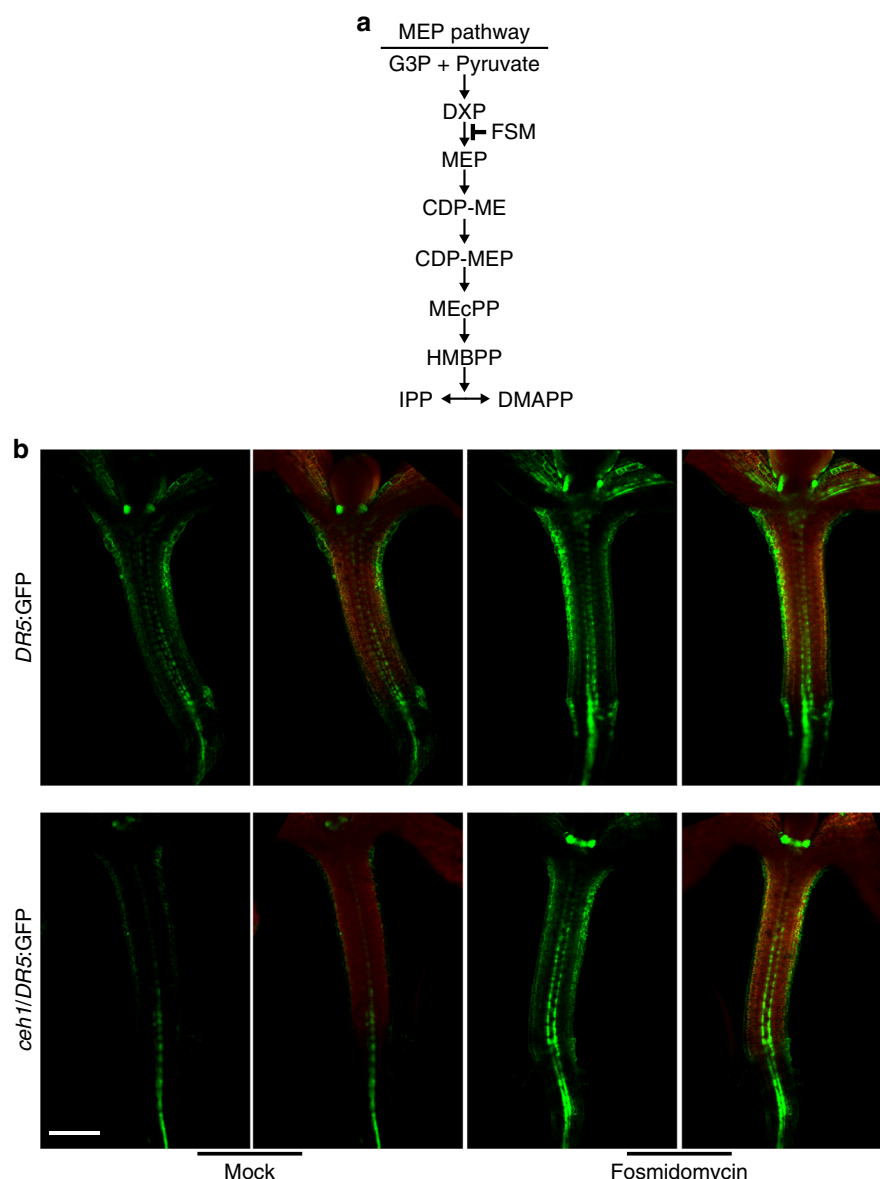 a
MEP pathway
G3P + Pyruvate
DXP
FSM
MEP
CDP-ME
CDP-MEP
MEcPP
HMBPP
IPP DMAPP
b
DR5:GFP
ceh1/DR5:GFP
Mock Fosmidomycin